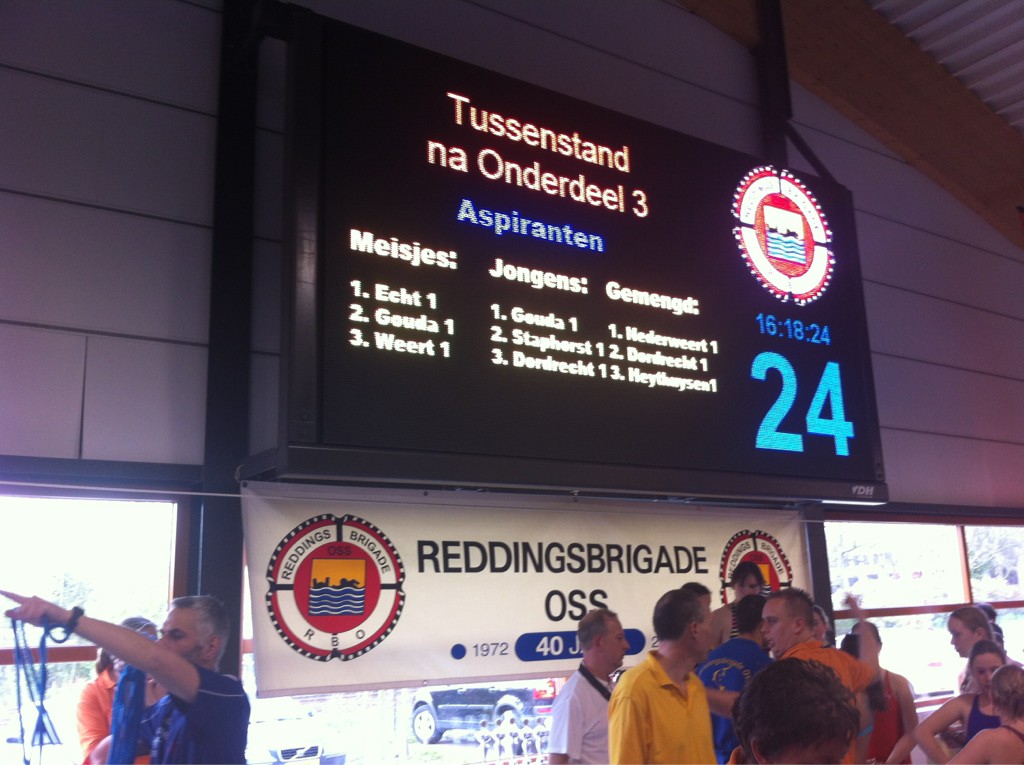 Tussenstand
na Onderdeel 3
Aspiranten
Meisjes:
1. Echt 1
2. Gouda 1
3. Weert 1
Jongens:
1. Gouda 1
2. Staphorst 1
3. Dordrecht 1
Gemengd:
1. Nederweert 1
2. Dordrecht 1
3. Heythuysen1
16:18:24
24
VDH
REDDINGS BRIGADE
OSS
R B O
REDDINGSBRIGADE
OSS
1972 40 J